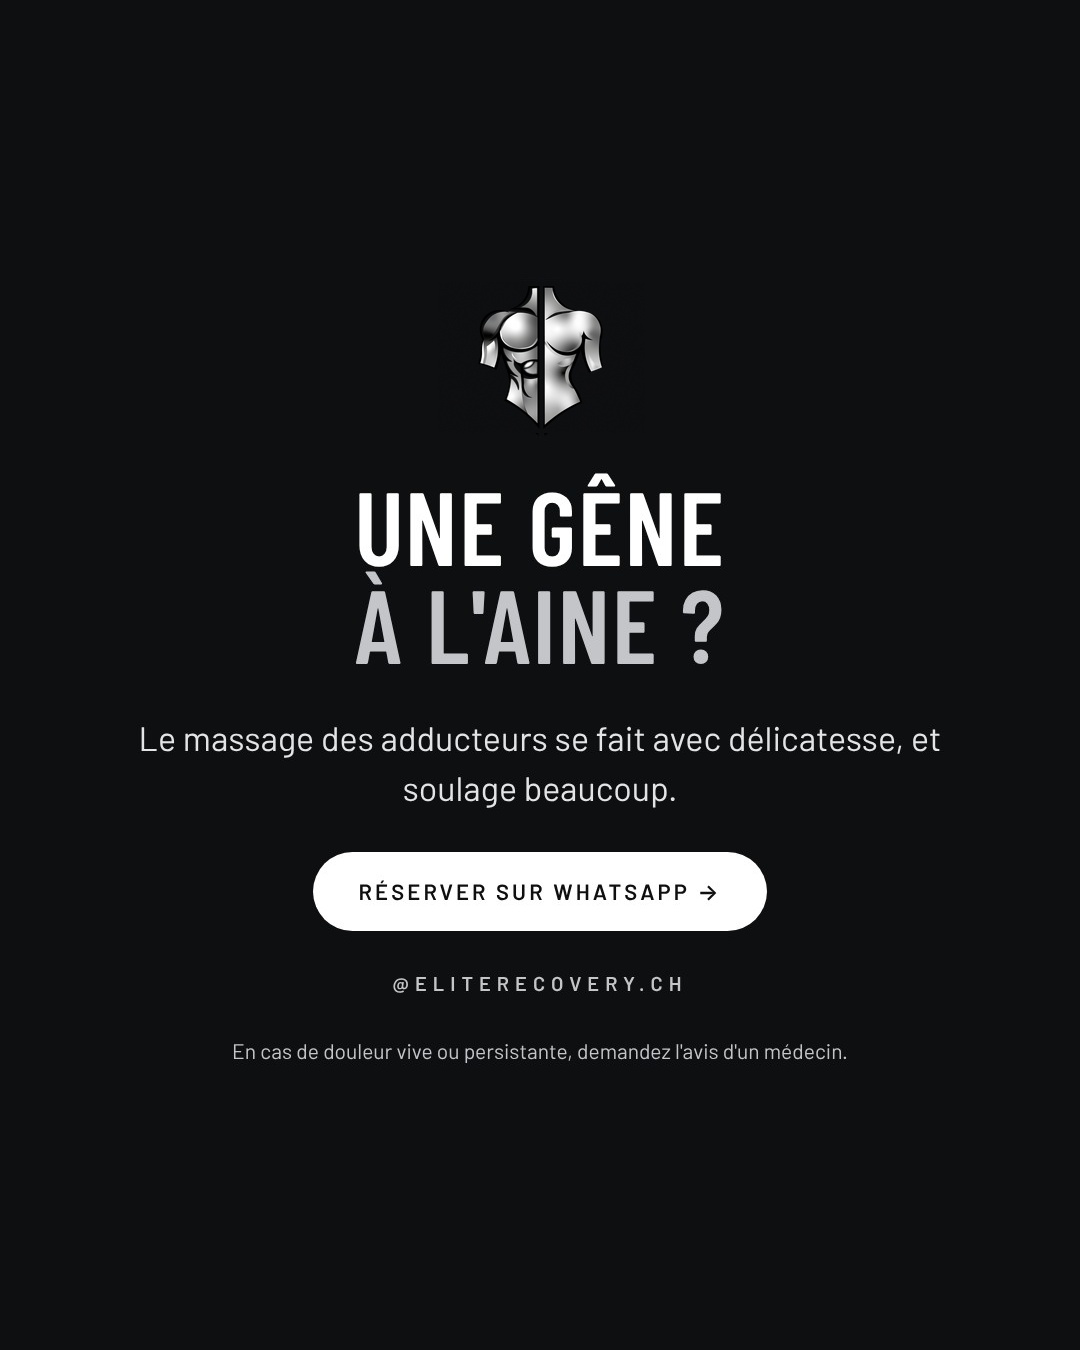 UNE GÊNE
À L'AINE ?
Le massage des adducteurs se fait avec délicatesse, et
soulage beaucoup.
RÉSERVER SUR WHATSAPP →
@ELITERECOVERY.CH
En cas de douleur vive ou persistante, demandez l'avis d'un médecin.